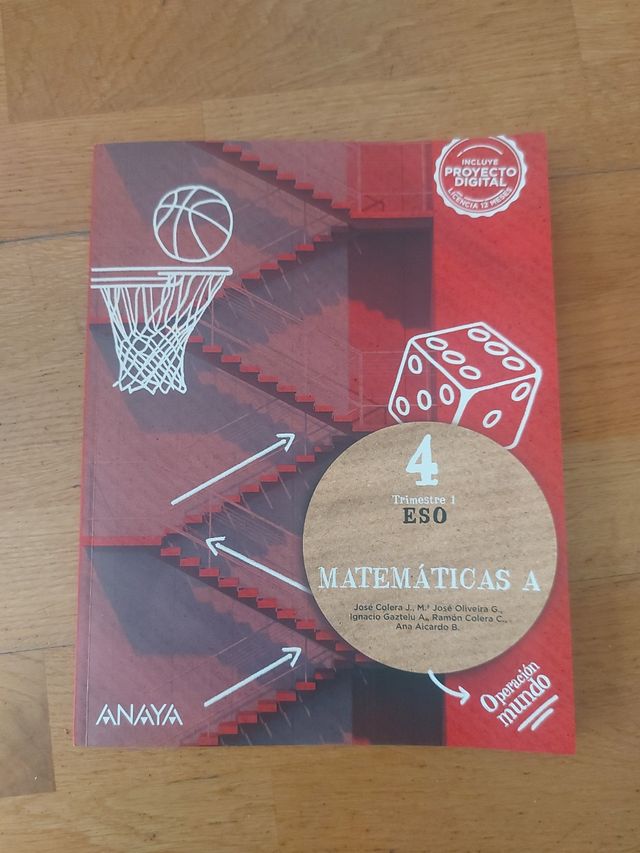 INCLUYE
PROYECTO
DIGITAL
LICENCIA 12 MESES
4
Trimestre 1
ESO
MATEMÁTICAS A
José Colera J., M.ª José Oliveira G.,
Ignacio Gaztelu A., Ramón Colera C.,
Ana Aicardo B.
Operación
mundo
ANAYA